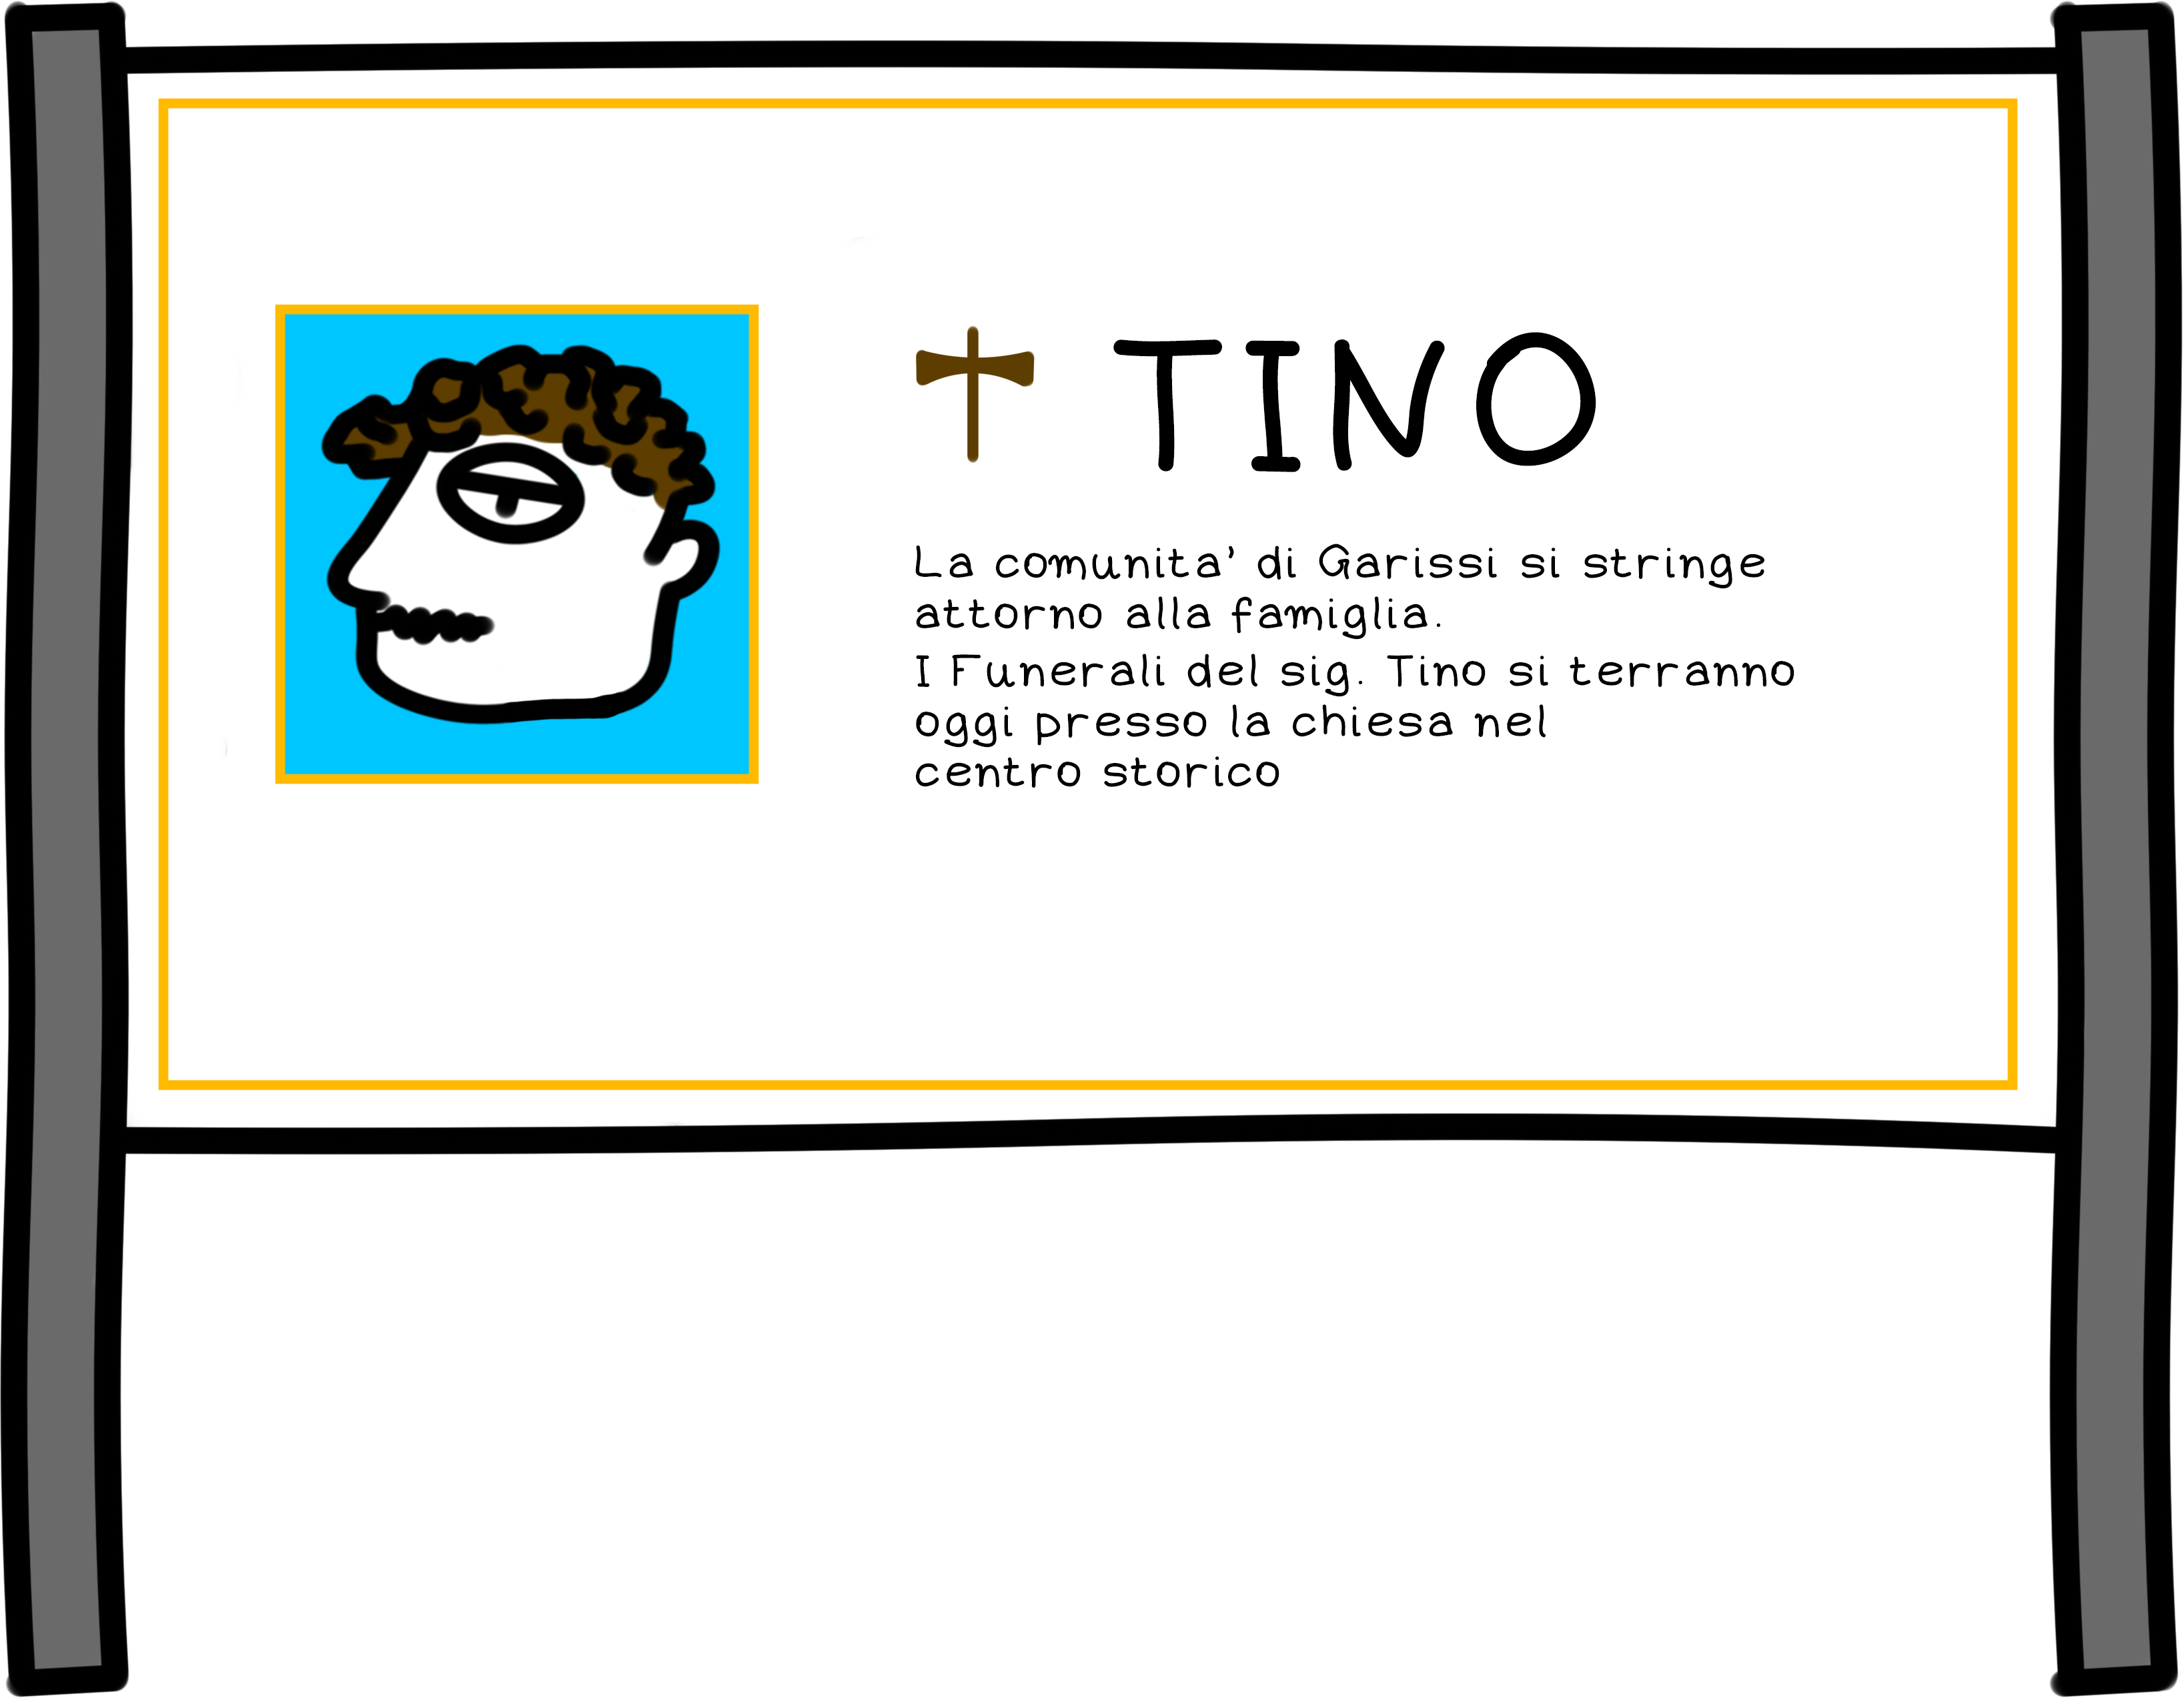 TINO
La comunita' di Garissi si stringe
attorno alla famiglia.
I Funerali del sig. Tino si terranno
oggi presso la chiesa nel
centro storico